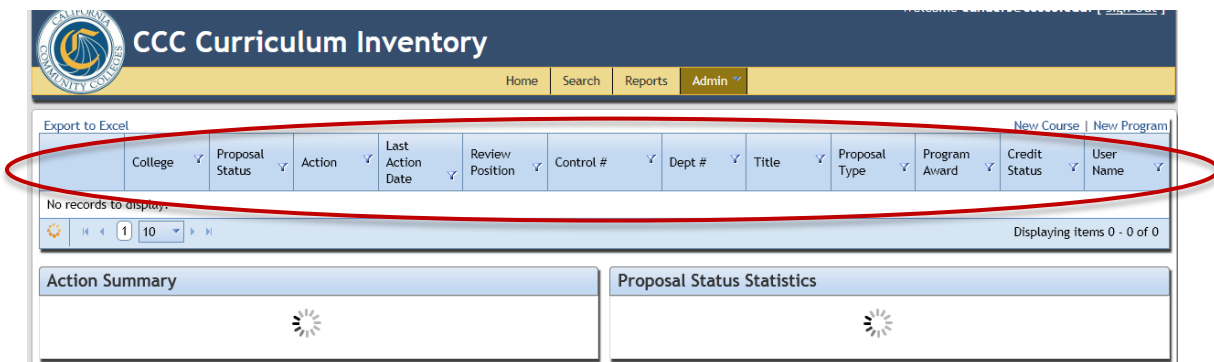 CALIFORNIA
COMMUNITY COLLEGES
CCC Curriculum Inventory
Home Search Reports Admin
Export to Excel
New Course | New Program
College
Proposal Status
Action
Last Action Date
Review Position
Control #
Dept #
Title
Proposal Type
Program Award
Credit Status
User Name
No records to display.
1 10
Displaying items 0 - 0 of 0
Action Summary
Proposal Status Statistics